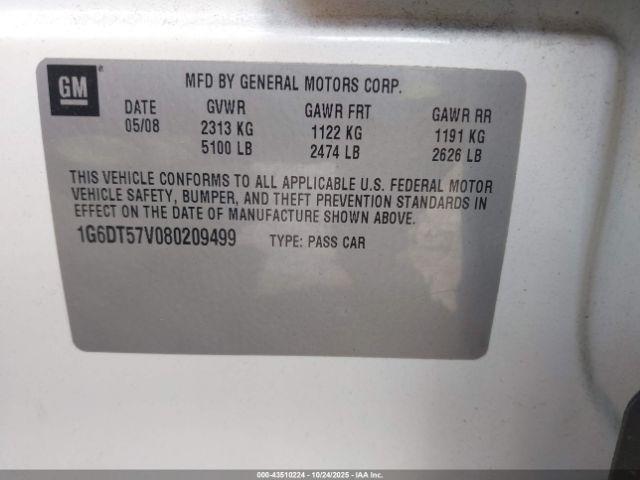 GM
MFD BY GENERAL MOTORS CORP.
DATE GVWR GAWR FRT GAWR RR
05/08 2313 KG 1122 KG 1191 KG
5100 LB 2474 LB 2626 LB
THIS VEHICLE CONFORMS TO ALL APPLICABLE U.S. FEDERAL MOTOR
VEHICLE SAFETY, BUMPER, AND THEFT PREVENTION STANDARDS IN
EFFECT ON THE DATE OF MANUFACTURE SHOWN ABOVE.
1G6DT57V080209499 TYPE: PASS CAR
000-43510224 - 10/24/2025 - IAA Inc.